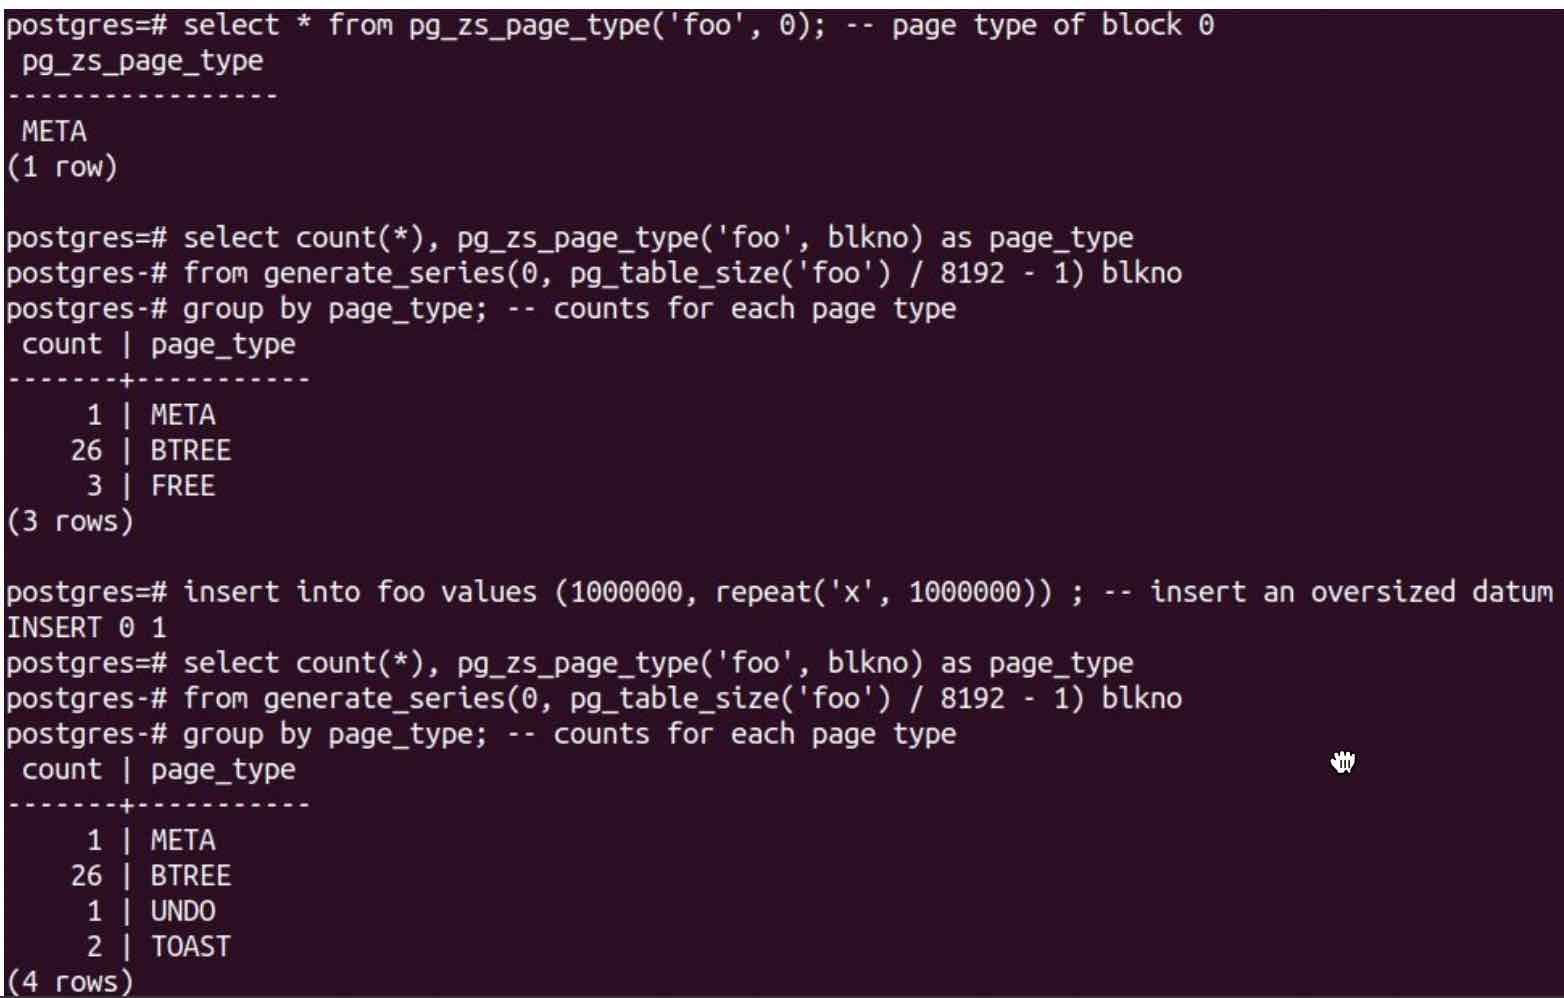 postgres=# select * from pg_zs_page_type('foo', 0); -- page type of block 0
 pg_zs_page_type
-----------------
 META
(1 row)

postgres=# select count(*), pg_zs_page_type('foo', blkno) as page_type
postgres-# from generate_series(0, pg_table_size('foo') / 8192 - 1) blkno
postgres-# group by page_type; -- counts for each page type
 count | page_type
-------+-----------
     1 | META
    26 | BTREE
     3 | FREE
(3 rows)

postgres=# insert into foo values (1000000, repeat('x', 1000000)) ; -- insert an oversized datum
INSERT 0 1
postgres=# select count(*), pg_zs_page_type('foo', blkno) as page_type
postgres-# from generate_series(0, pg_table_size('foo') / 8192 - 1) blkno
postgres-# group by page_type; -- counts for each page type
 count | page_type
-------+-----------
     1 | META
    26 | BTREE
     1 | UNDO
     2 | TOAST
(4 rows)